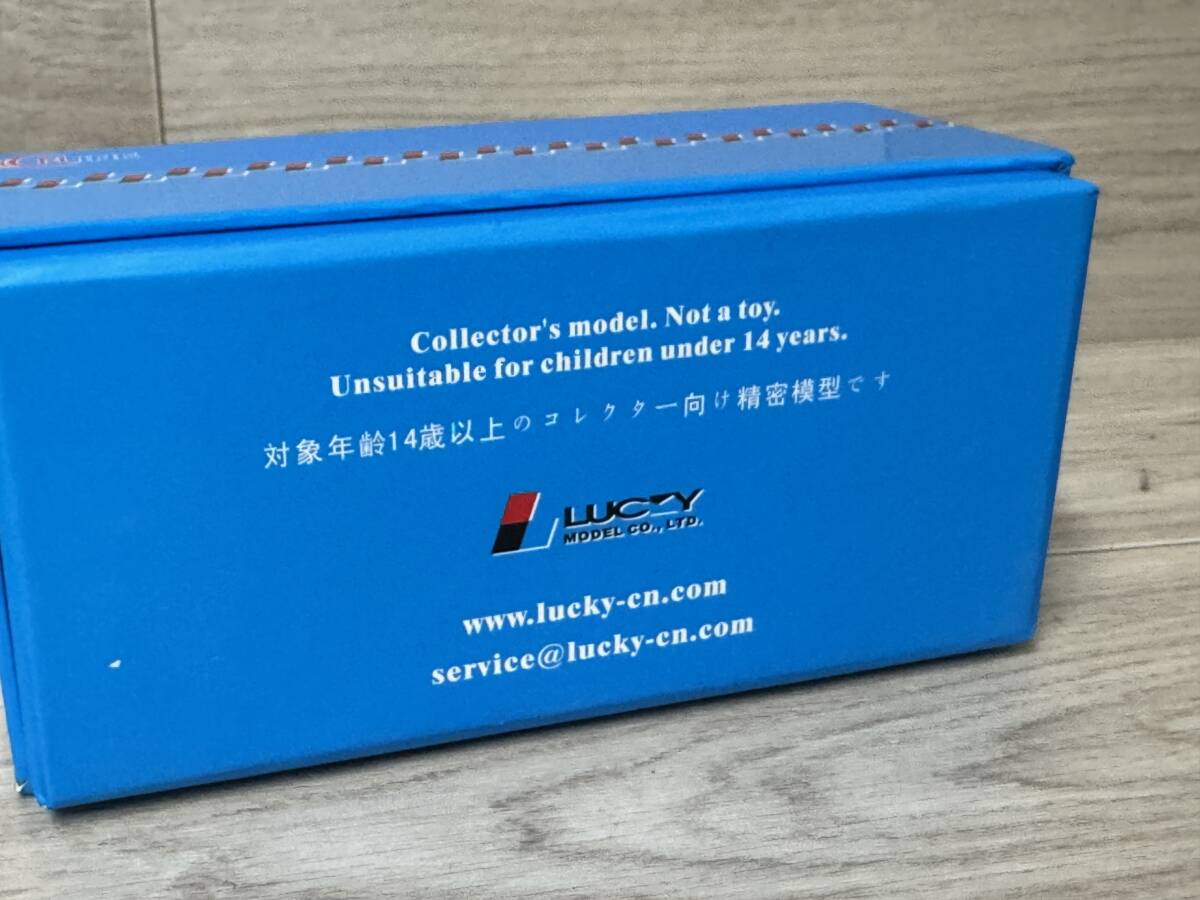 Collector's model. Not a toy.
Unsuitable for children under 14 years.
対象年齢14歳以上のコレクター向け精密模型です
LUCKY
MODEL CO., LTD.
www.lucky-cn.com
service@lucky-cn.com